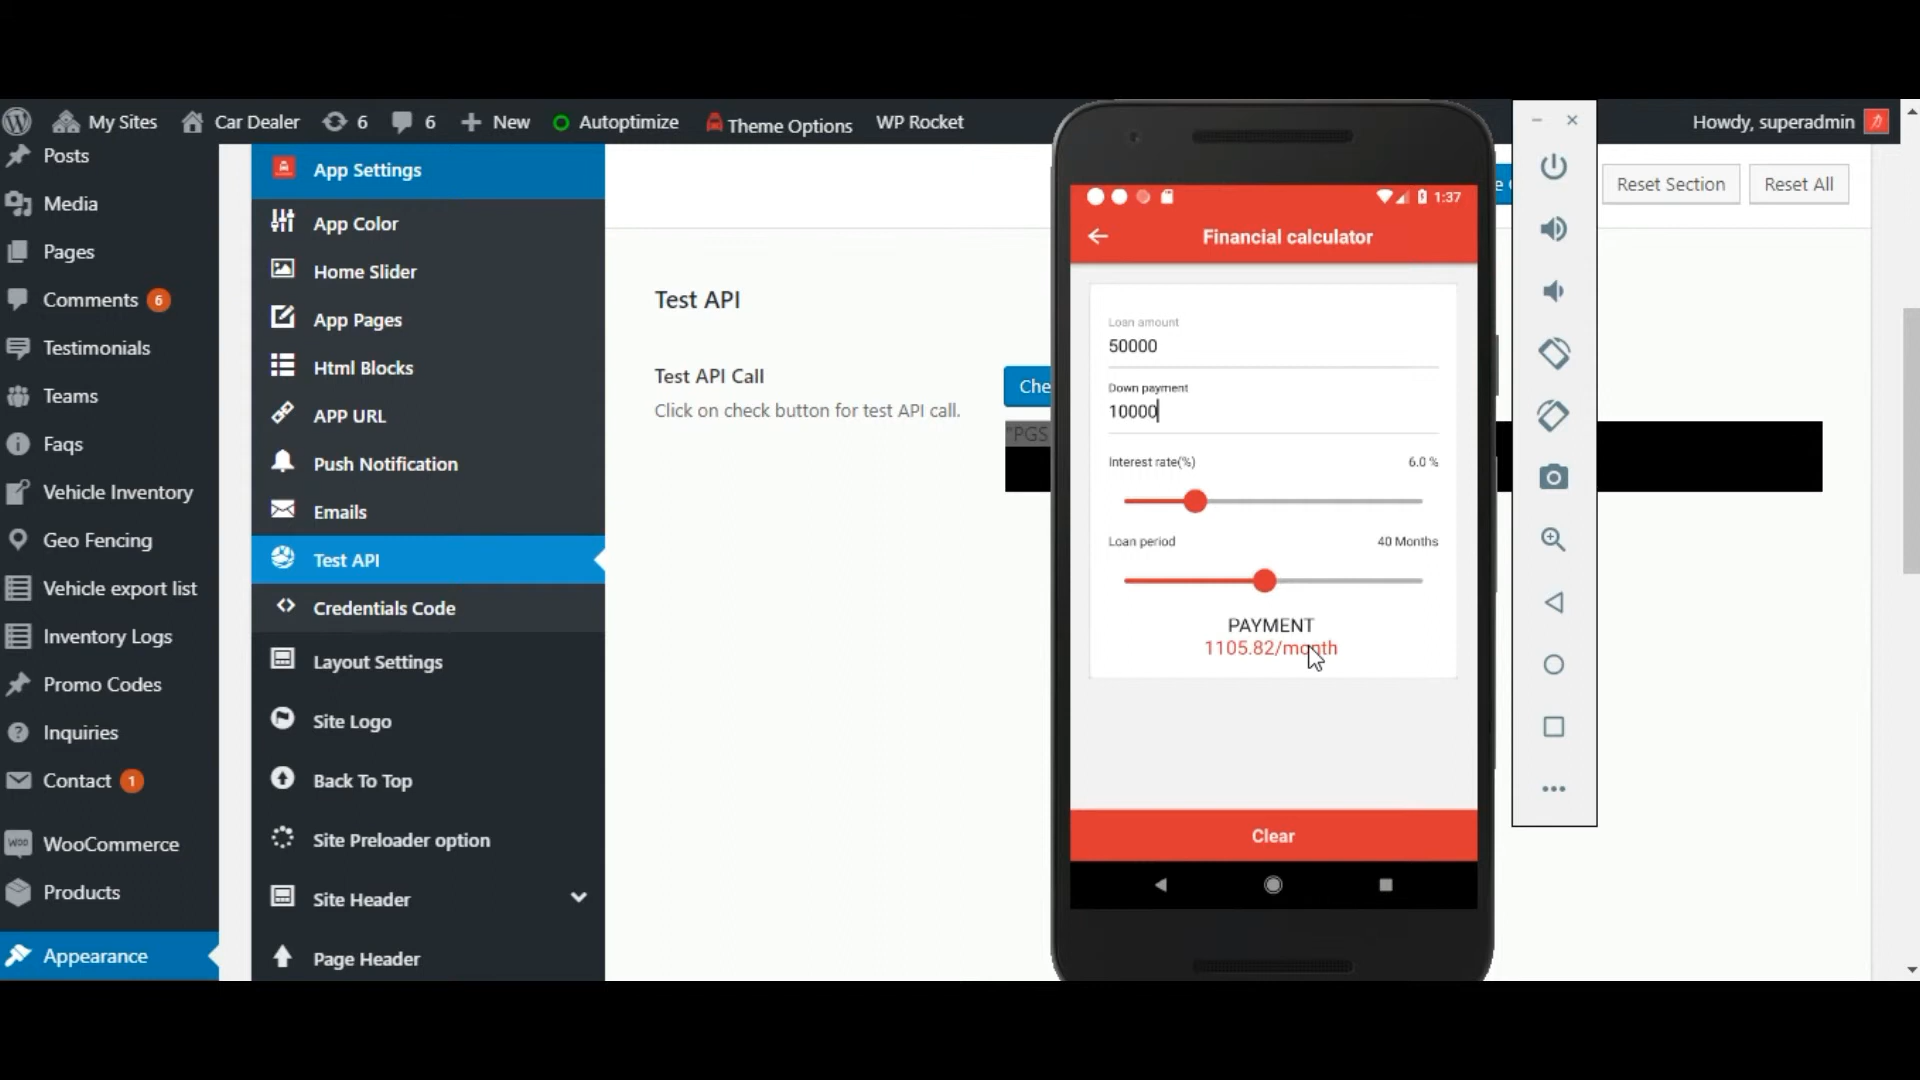 My Sites
Car Dealer
6
6
New
Autoptimize
Theme Options
WP Rocket
Howdy, superadmin
Posts
Media
Pages
Comments 6
Testimonials
Teams
Faqs
Vehicle Inventory
Geo Fencing
Vehicle export list
Inventory Logs
Promo Codes
Inquiries
Contact 1
WOO WooCommerce
Products
Appearance
App Settings
App Color
Home Slider
App Pages
Html Blocks
APP URL
Push Notification
Emails
Test API
Credentials Code
Layout Settings
Site Logo
Back To Top
Site Preloader option
Site Header
Page Header
Reset Section
Reset All
Test API
Test API Call
Click on check button for test API call.
Che
"PGS
1:37
Financial calculator
Loan amount
50000
Down payment
10000
Interest rate(%) 6.0 %
Loan period 40 Months
PAYMENT
1105.82/month
Clear